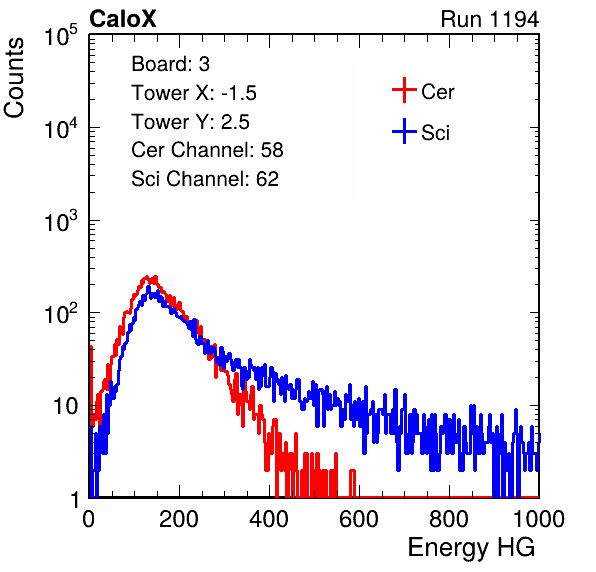 CaloX Run 1194
Counts
10^5
10^4
10^3
10^2
10
1
Board: 3
Tower X: -1.5
Tower Y: 2.5
Cer Channel: 58
Sci Channel: 62
Cer
Sci
0 200 400 600 800 1000
Energy HG